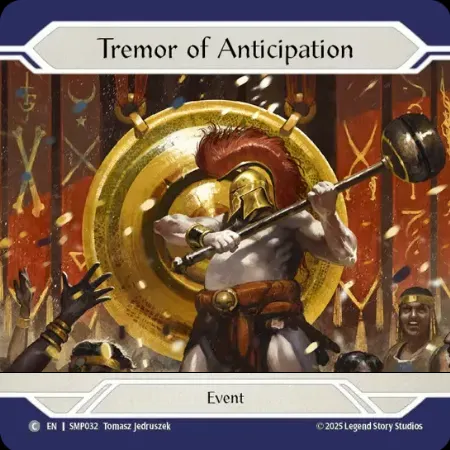 Tremor of Anticipation
Event
C EN | SMP032 Tomasz Jedruszek ©2025 Legend Story Studios